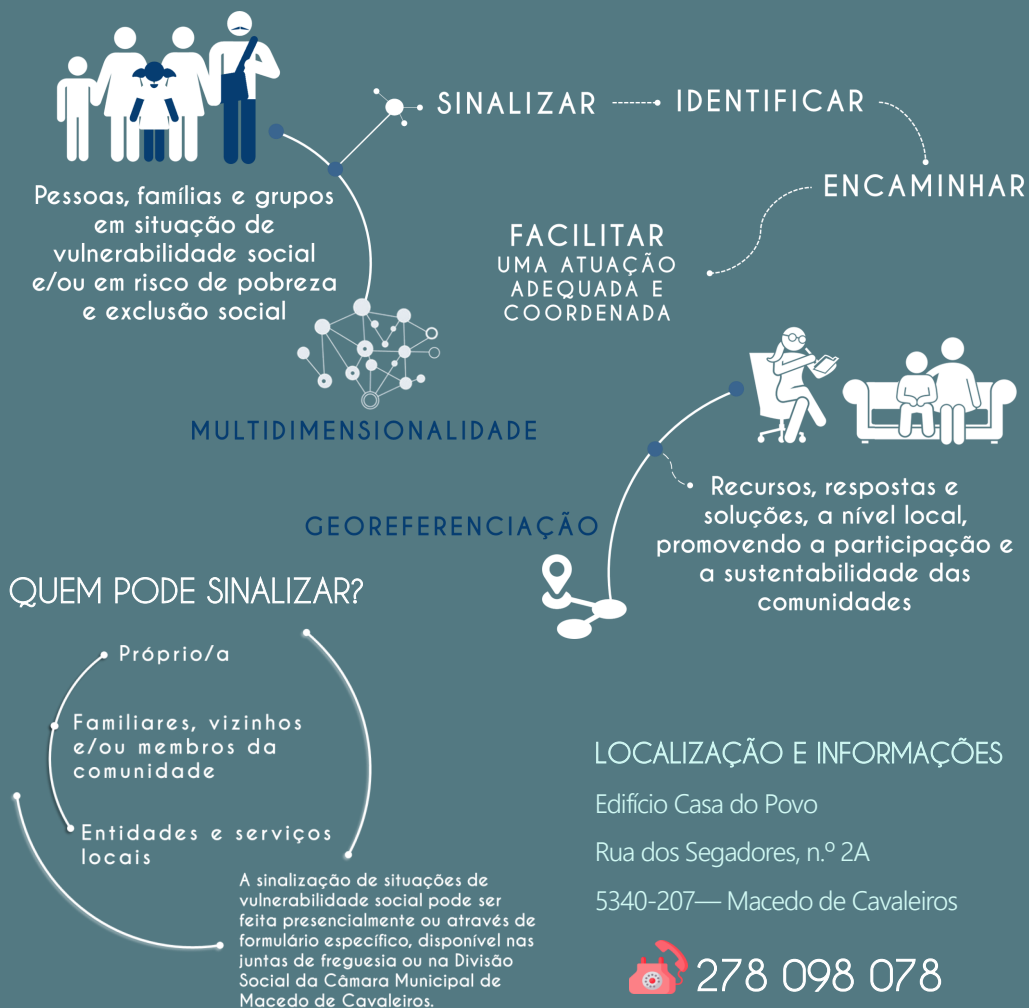 SINALIZAR
IDENTIFICAR
ENCAMINHAR
FACILITAR
UMA ATUAÇÃO
ADEQUADA E
COORDENADA
Pessoas, famílias e grupos
em situação de
vulnerabilidade social
e/ou em risco de pobreza
e exclusão social
MULTIDIMENSIONALIDADE
Recursos, respostas e
soluções, a nível local,
promovendo a participação e
a sustentabilidade das
comunidades
GEOREFERENCIAÇÃO
QUEM PODE SINALIZAR?
Próprio/a
Familiares, vizinhos
e/ou membros da
comunidade
Entidades e serviços
locais
A sinalização de situações de
vulnerabilidade social pode ser
feita presencialmente ou através de
formulário específico, disponível nas
juntas de freguesia ou na Divisão
Social da Câmara Municipal de
Macedo de Cavaleiros.
LOCALIZAÇÃO E INFORMAÇÕES
Edifício Casa do Povo
Rua dos Segadores, n.º 2A
5340-207— Macedo de Cavaleiros
278 098 078